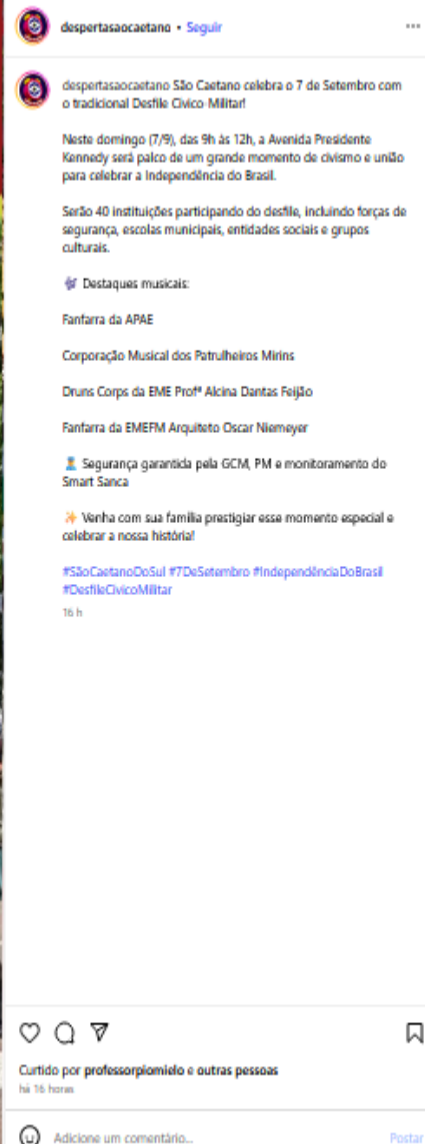 despertasaocaetano • Seguir
despertasaocaetano São Caetano celebra o 7 de Setembro com
o tradicional Desfile Cívico-Militar!
Neste domingo (7/9), das 9h às 12h, a Avenida Presidente
Kennedy será palco de um grande momento de civismo e união
para celebrar a Independência do Brasil.
Serão 40 instituições participando do desfile, incluindo forças de
segurança, escolas municipais, entidades sociais e grupos
culturais.
🎺 Destaques musicais:
Fanfarra da APAE
Corporação Musical dos Patrulheiros Mirins
Druns Corps da EME Profª Alcina Dantas Feijão
Fanfarra da EMEFM Arquiteto Oscar Niemeyer
Segurança garantida pela GCM, PM e monitoramento do
Smart Sanca
✨ Venha com sua família prestigiar esse momento especial e
celebrar a nossa história!
#SãoCaetanoDoSul #7DeSetembro #IndependênciaDoBrasil
#DesfileCívicoMilitar
16 h
Curtido por professorpiomielo e outras pessoas
há 16 horas
Adicione um comentário...
Postar